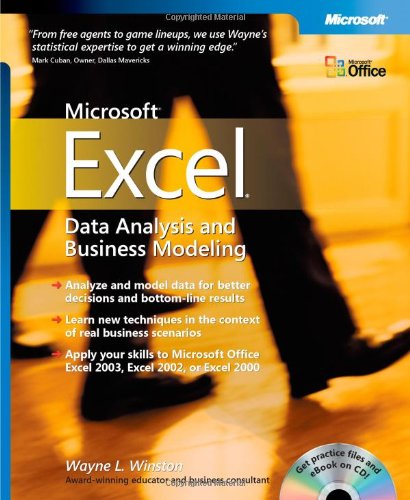 Copyrighted Material
"From free agents to game lineups, we use Wayne's
statistical expertise to get a winning edge."
Mark Cuban, Owner, Dallas Mavericks
Microsoft®
Microsoft®
Office
Microsoft®
Excel®
Data Analysis and
Business Modeling
→ Analyze and model data for better
decisions and bottom-line results
→ Learn new techniques in the context
of real business scenarios
→ Apply your skills to Microsoft Office
Excel 2003, Excel 2002, or Excel 2000
Get practice files and
eBook on CD!
Wayne L. Winston
Award-winning educator and business consultant
Copyrighted Material